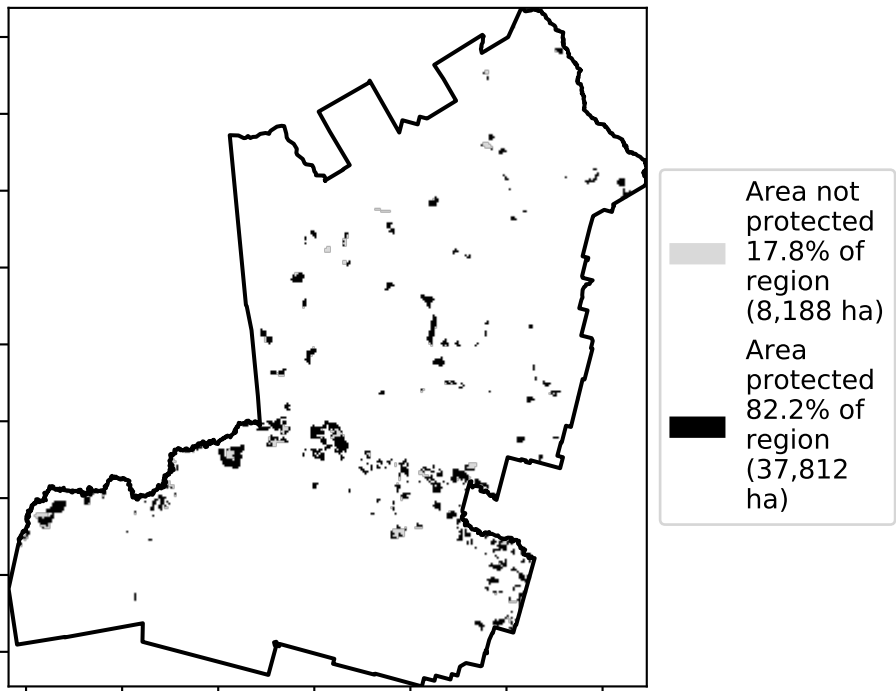 Area not
protected
17.8% of
region
(8,188 ha)
Area
protected
82.2% of
region
(37,812
ha)